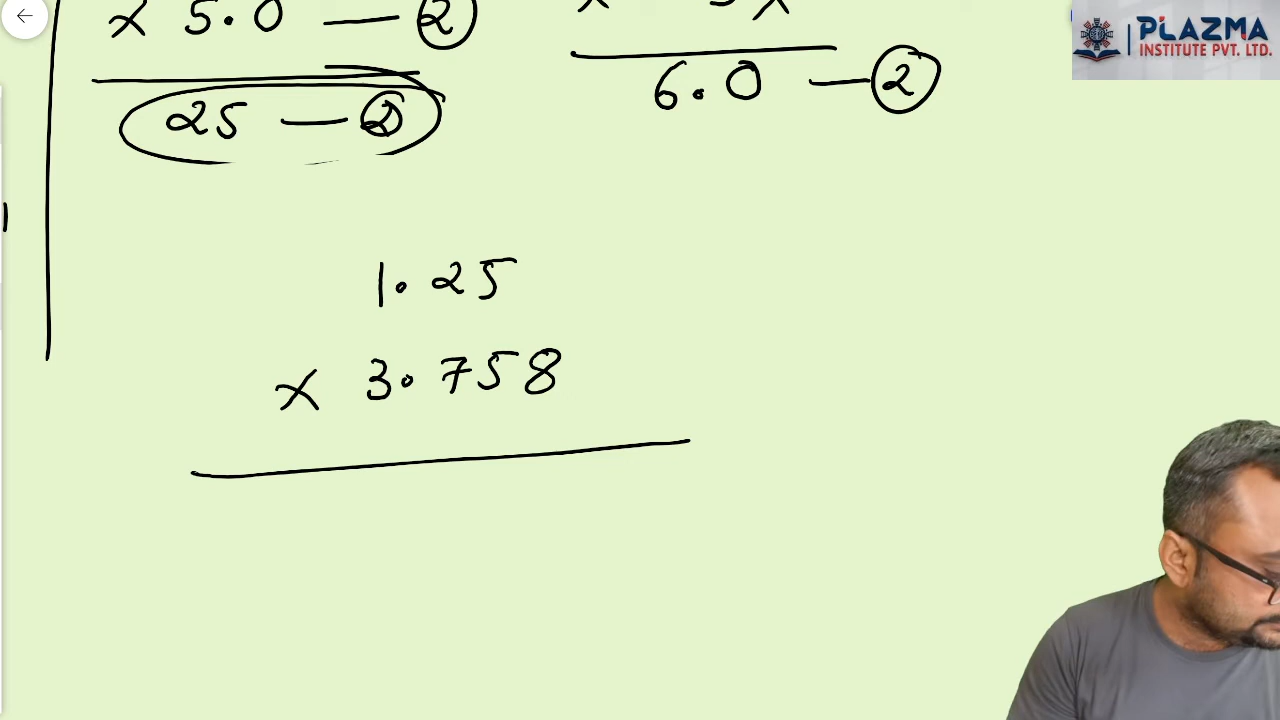 x 5.0 — 2
25 — 2
6.0 — 2
1.25
x 3.758
PLAZMA
INSTITUTE PVT. LTD.